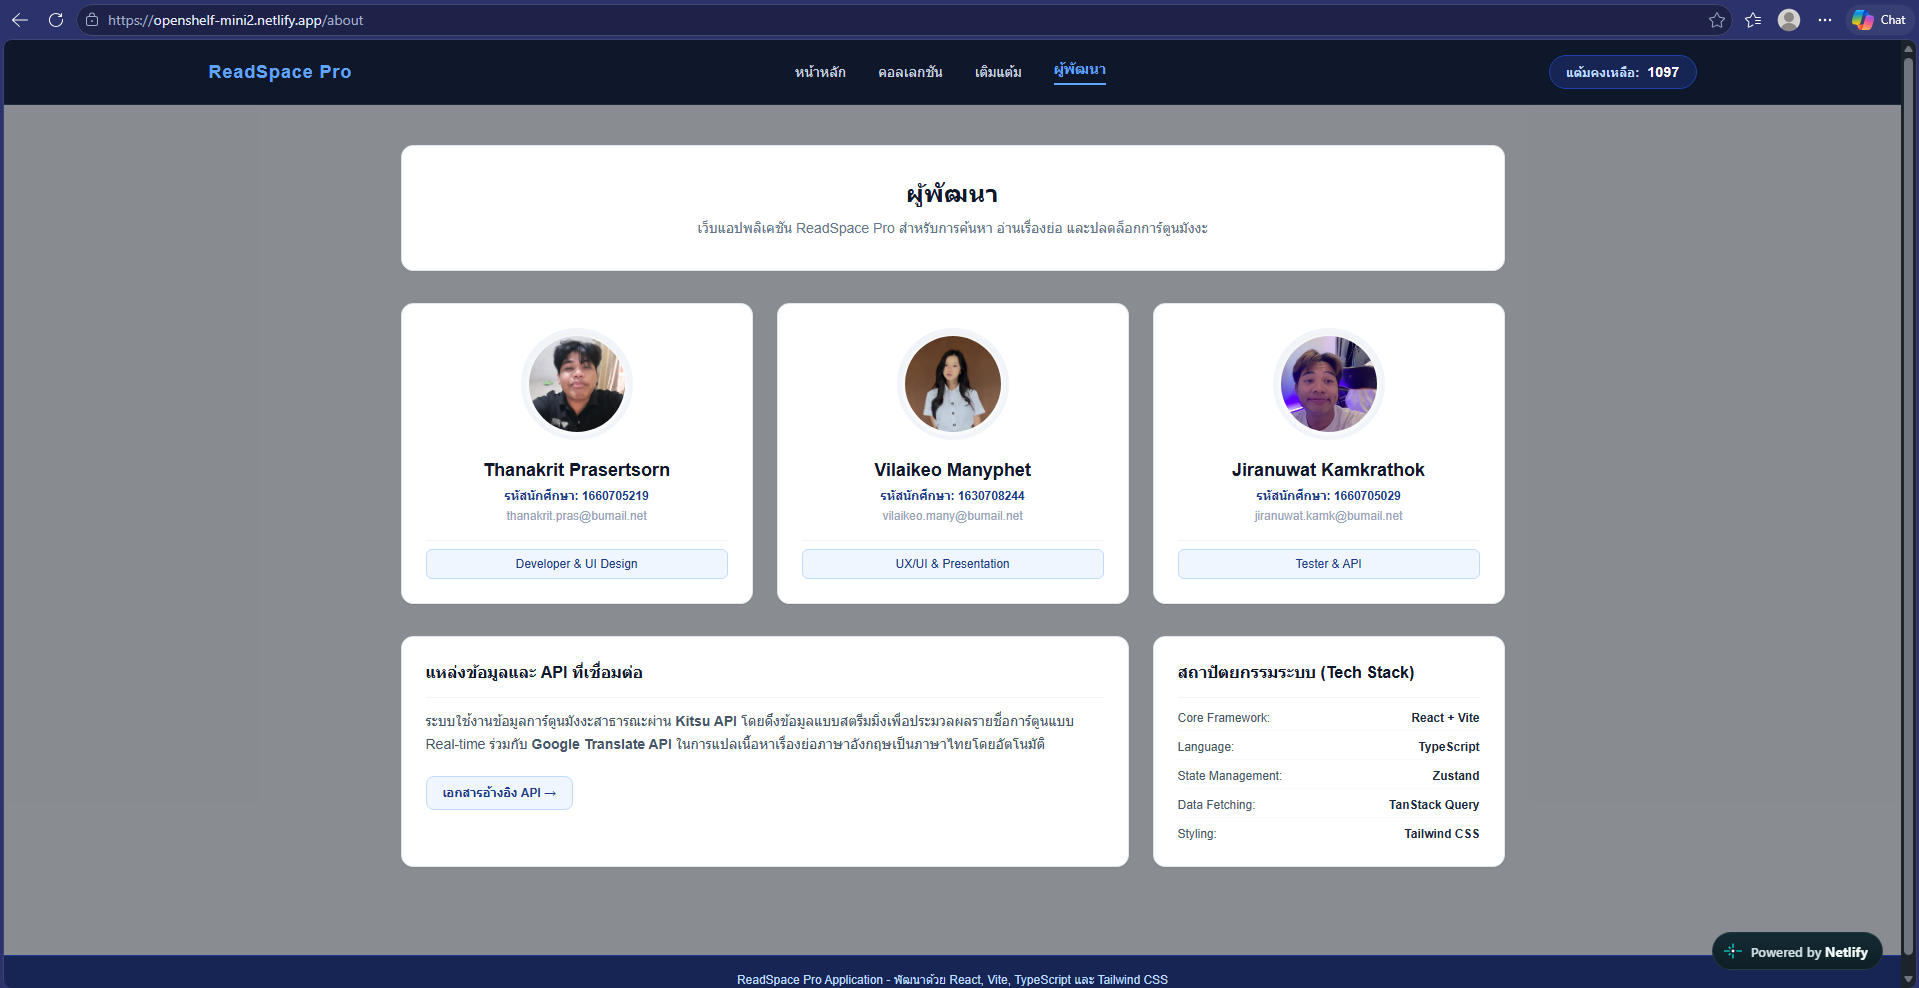 https://openshelf-mini2.netlify.app/about
Chat
ReadSpace Pro
หน้าหลัก
คอลเลกชัน
เติมแต้ม
ผู้พัฒนา
แต้มคงเหลือ: 1097
ผู้พัฒนา
เว็บแอปพลิเคชัน ReadSpace Pro สำหรับการค้นหา อ่านเรื่องย่อ และปลดล็อกการ์ตูนมังงะ
Thanakrit Prasertsorn
รหัสนักศึกษา: 1660705219
thanakrit.pras@bumail.net
Developer & UI Design
Vilaikeo Manyphet
รหัสนักศึกษา: 1630708244
vilaikeo.many@bumail.net
UX/UI & Presentation
Jiranuwat Kamkrathok
รหัสนักศึกษา: 1660705029
jiranuwat.kamk@bumail.net
Tester & API
แหล่งข้อมูลและ API ที่เชื่อมต่อ
ระบบใช้งานข้อมูลการ์ตูนมังงะสาธารณะผ่าน Kitsu API โดยดึงข้อมูลแบบสตรีมมิ่งเพื่อประมวลผลรายชื่อการ์ตูนแบบ
Real-time ร่วมกับ Google Translate API ในการแปลเนื้อหาเรื่องย่อภาษาอังกฤษเป็นภาษาไทยโดยอัตโนมัติ
เอกสารอ้างอิง API →
สถาปัตยกรรมระบบ (Tech Stack)
Core Framework: React + Vite
Language: TypeScript
State Management: Zustand
Data Fetching: TanStack Query
Styling: Tailwind CSS
Powered by Netlify
ReadSpace Pro Application - พัฒนาด้วย React, Vite, TypeScript และ Tailwind CSS